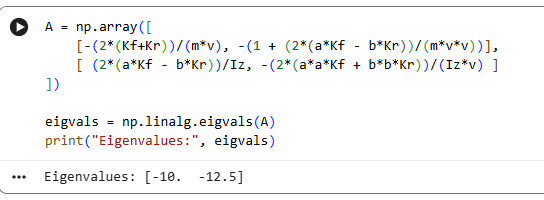 A = np.array([
    [-(2*(Kf+Kr))/(m*v), -(1 + (2*(a*Kf - b*Kr))/(m*v*v))],
    [ (2*(a*Kf - b*Kr))/Iz, -(2*(a*a*Kf + b*b*Kr))/(Iz*v) ]
])
eigvals = np.linalg.eigvals(A)
print("Eigenvalues:", eigvals)
Eigenvalues: [-10.  -12.5]